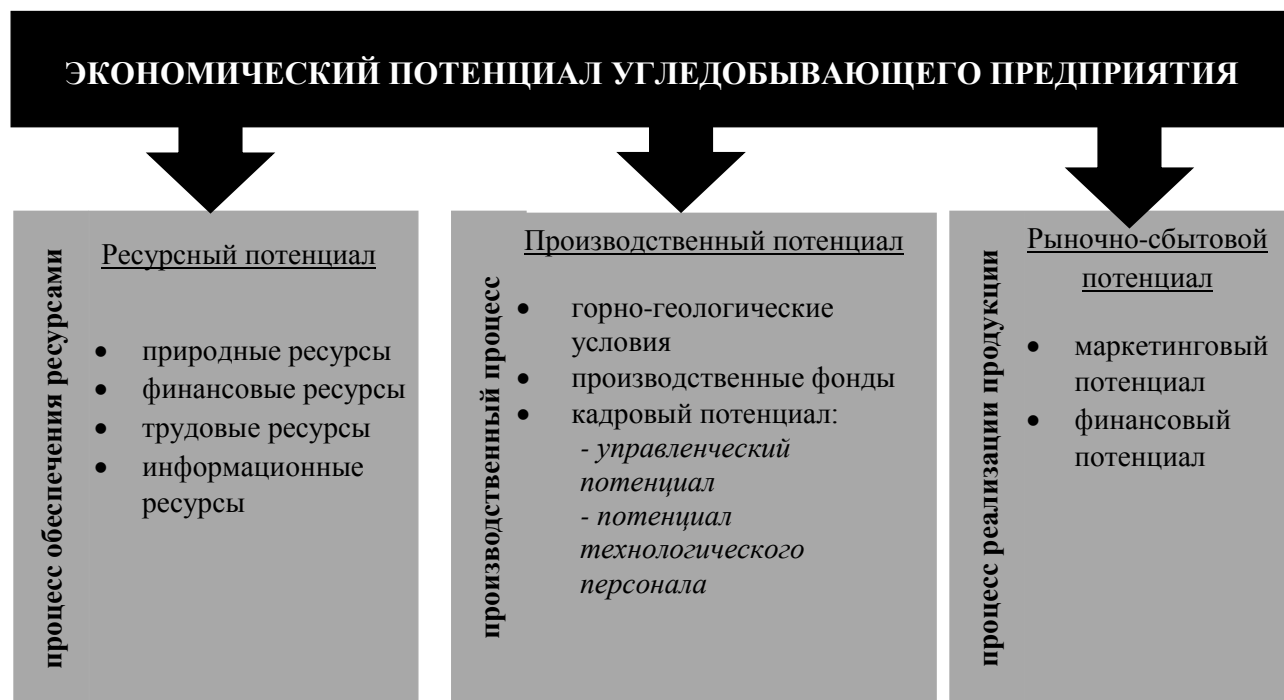 ЭКОНОМИЧЕСКИЙ ПОТЕНЦИАЛ УГЛЕДОБЫВАЮЩЕГО ПРЕДПРИЯТИЯ
процесс обеспечения ресурсами
Ресурсный потенциал
• природные ресурсы
• финансовые ресурсы
• трудовые ресурсы
• информационные
ресурсы
производственный процесс
Производственный потенциал
• горно-геологические
условия
• производственные фонды
• кадровый потенциал:
- управленческий
потенциал
- потенциал
технологического
персонала
процесс реализации продукции
Рыночно-сбытовой
потенциал
• маркетинговый
потенциал
• финансовый
потенциал